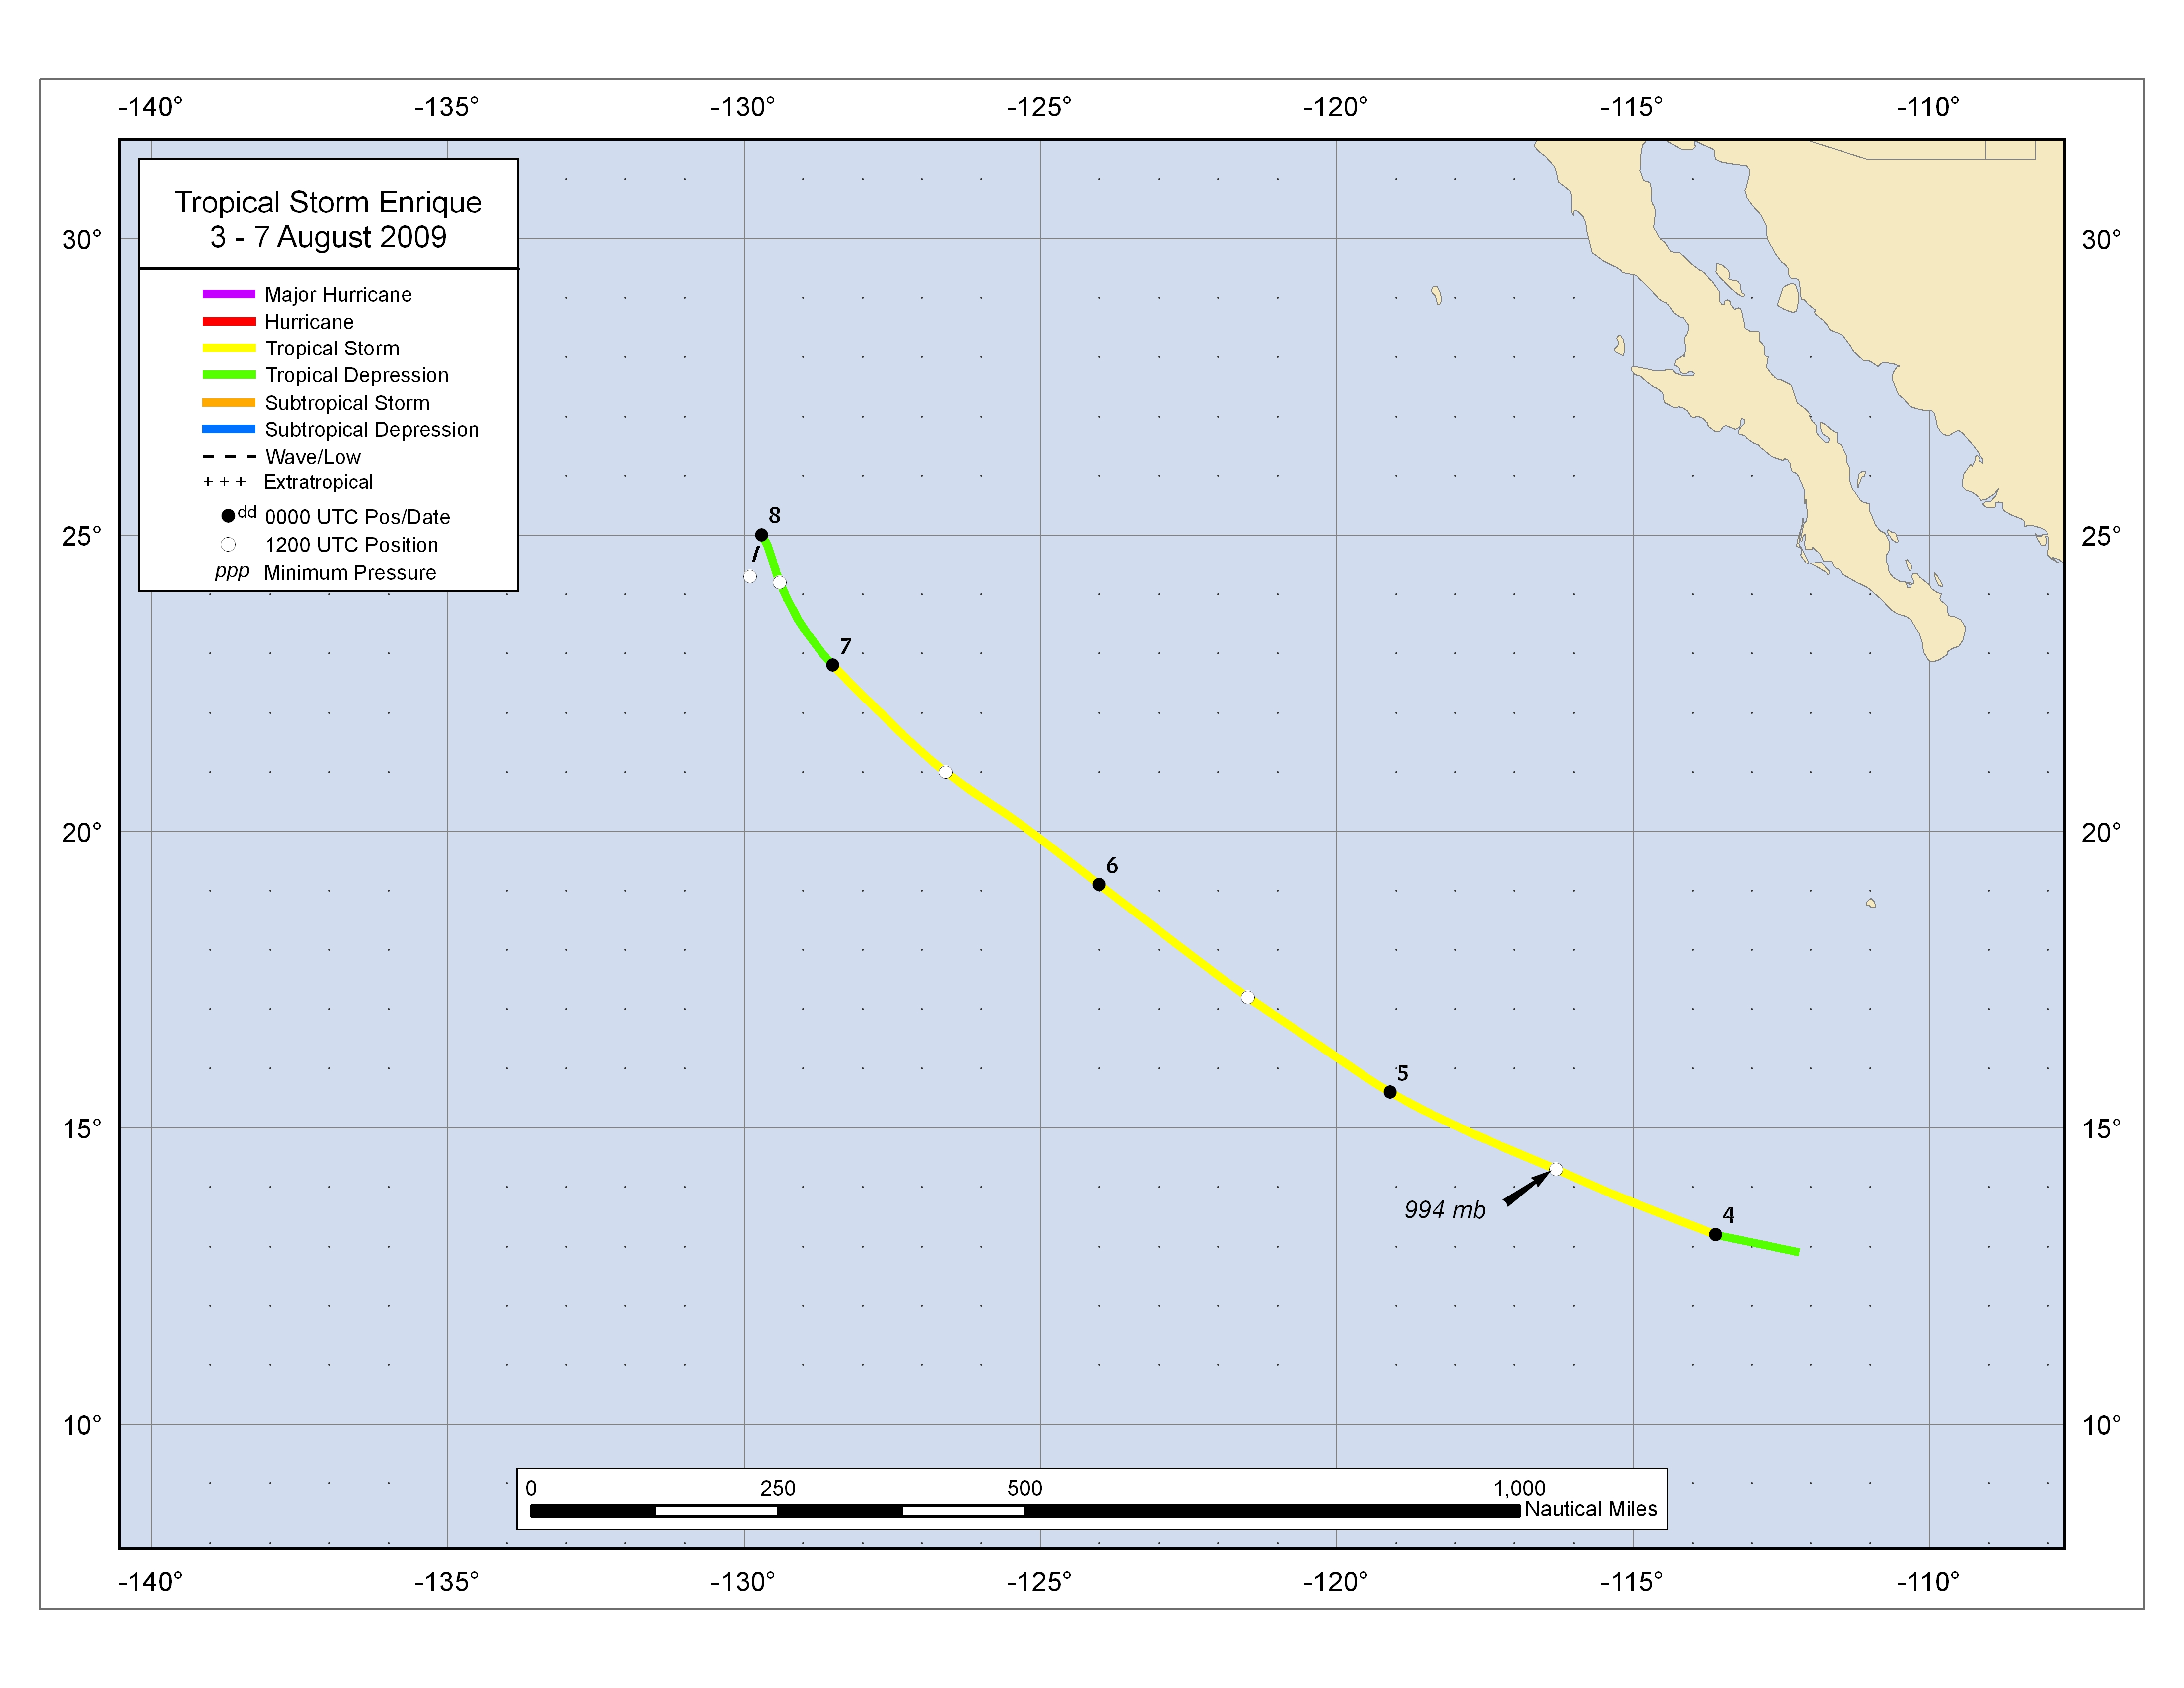 -140° -135° -130° -125° -120° -115° -110°
Tropical Storm Enrique
3 - 7 August 2009
Major Hurricane
Hurricane
Tropical Storm
Tropical Depression
Subtropical Storm
Subtropical Depression
Wave/Low
+ + + Extratropical
dd 0000 UTC Pos/Date
1200 UTC Position
ppp Minimum Pressure
30° 30°
25° 25°
20° 20°
15° 15°
10° 10°
8
7
6
5
4
994 mb
0 250 500 1,000
Nautical Miles
-140° -135° -130° -125° -120° -115° -110°